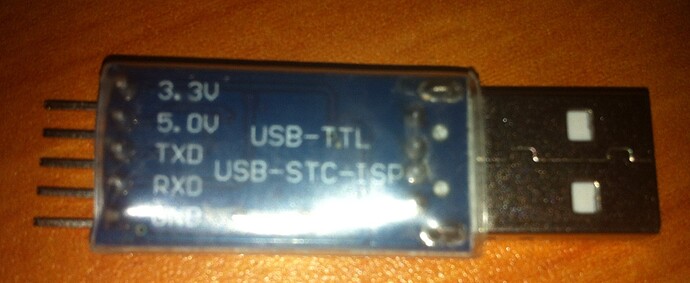 3.3V
5.0V
TXD
RXD
GND
USB-TTL
USB-STC-ISP